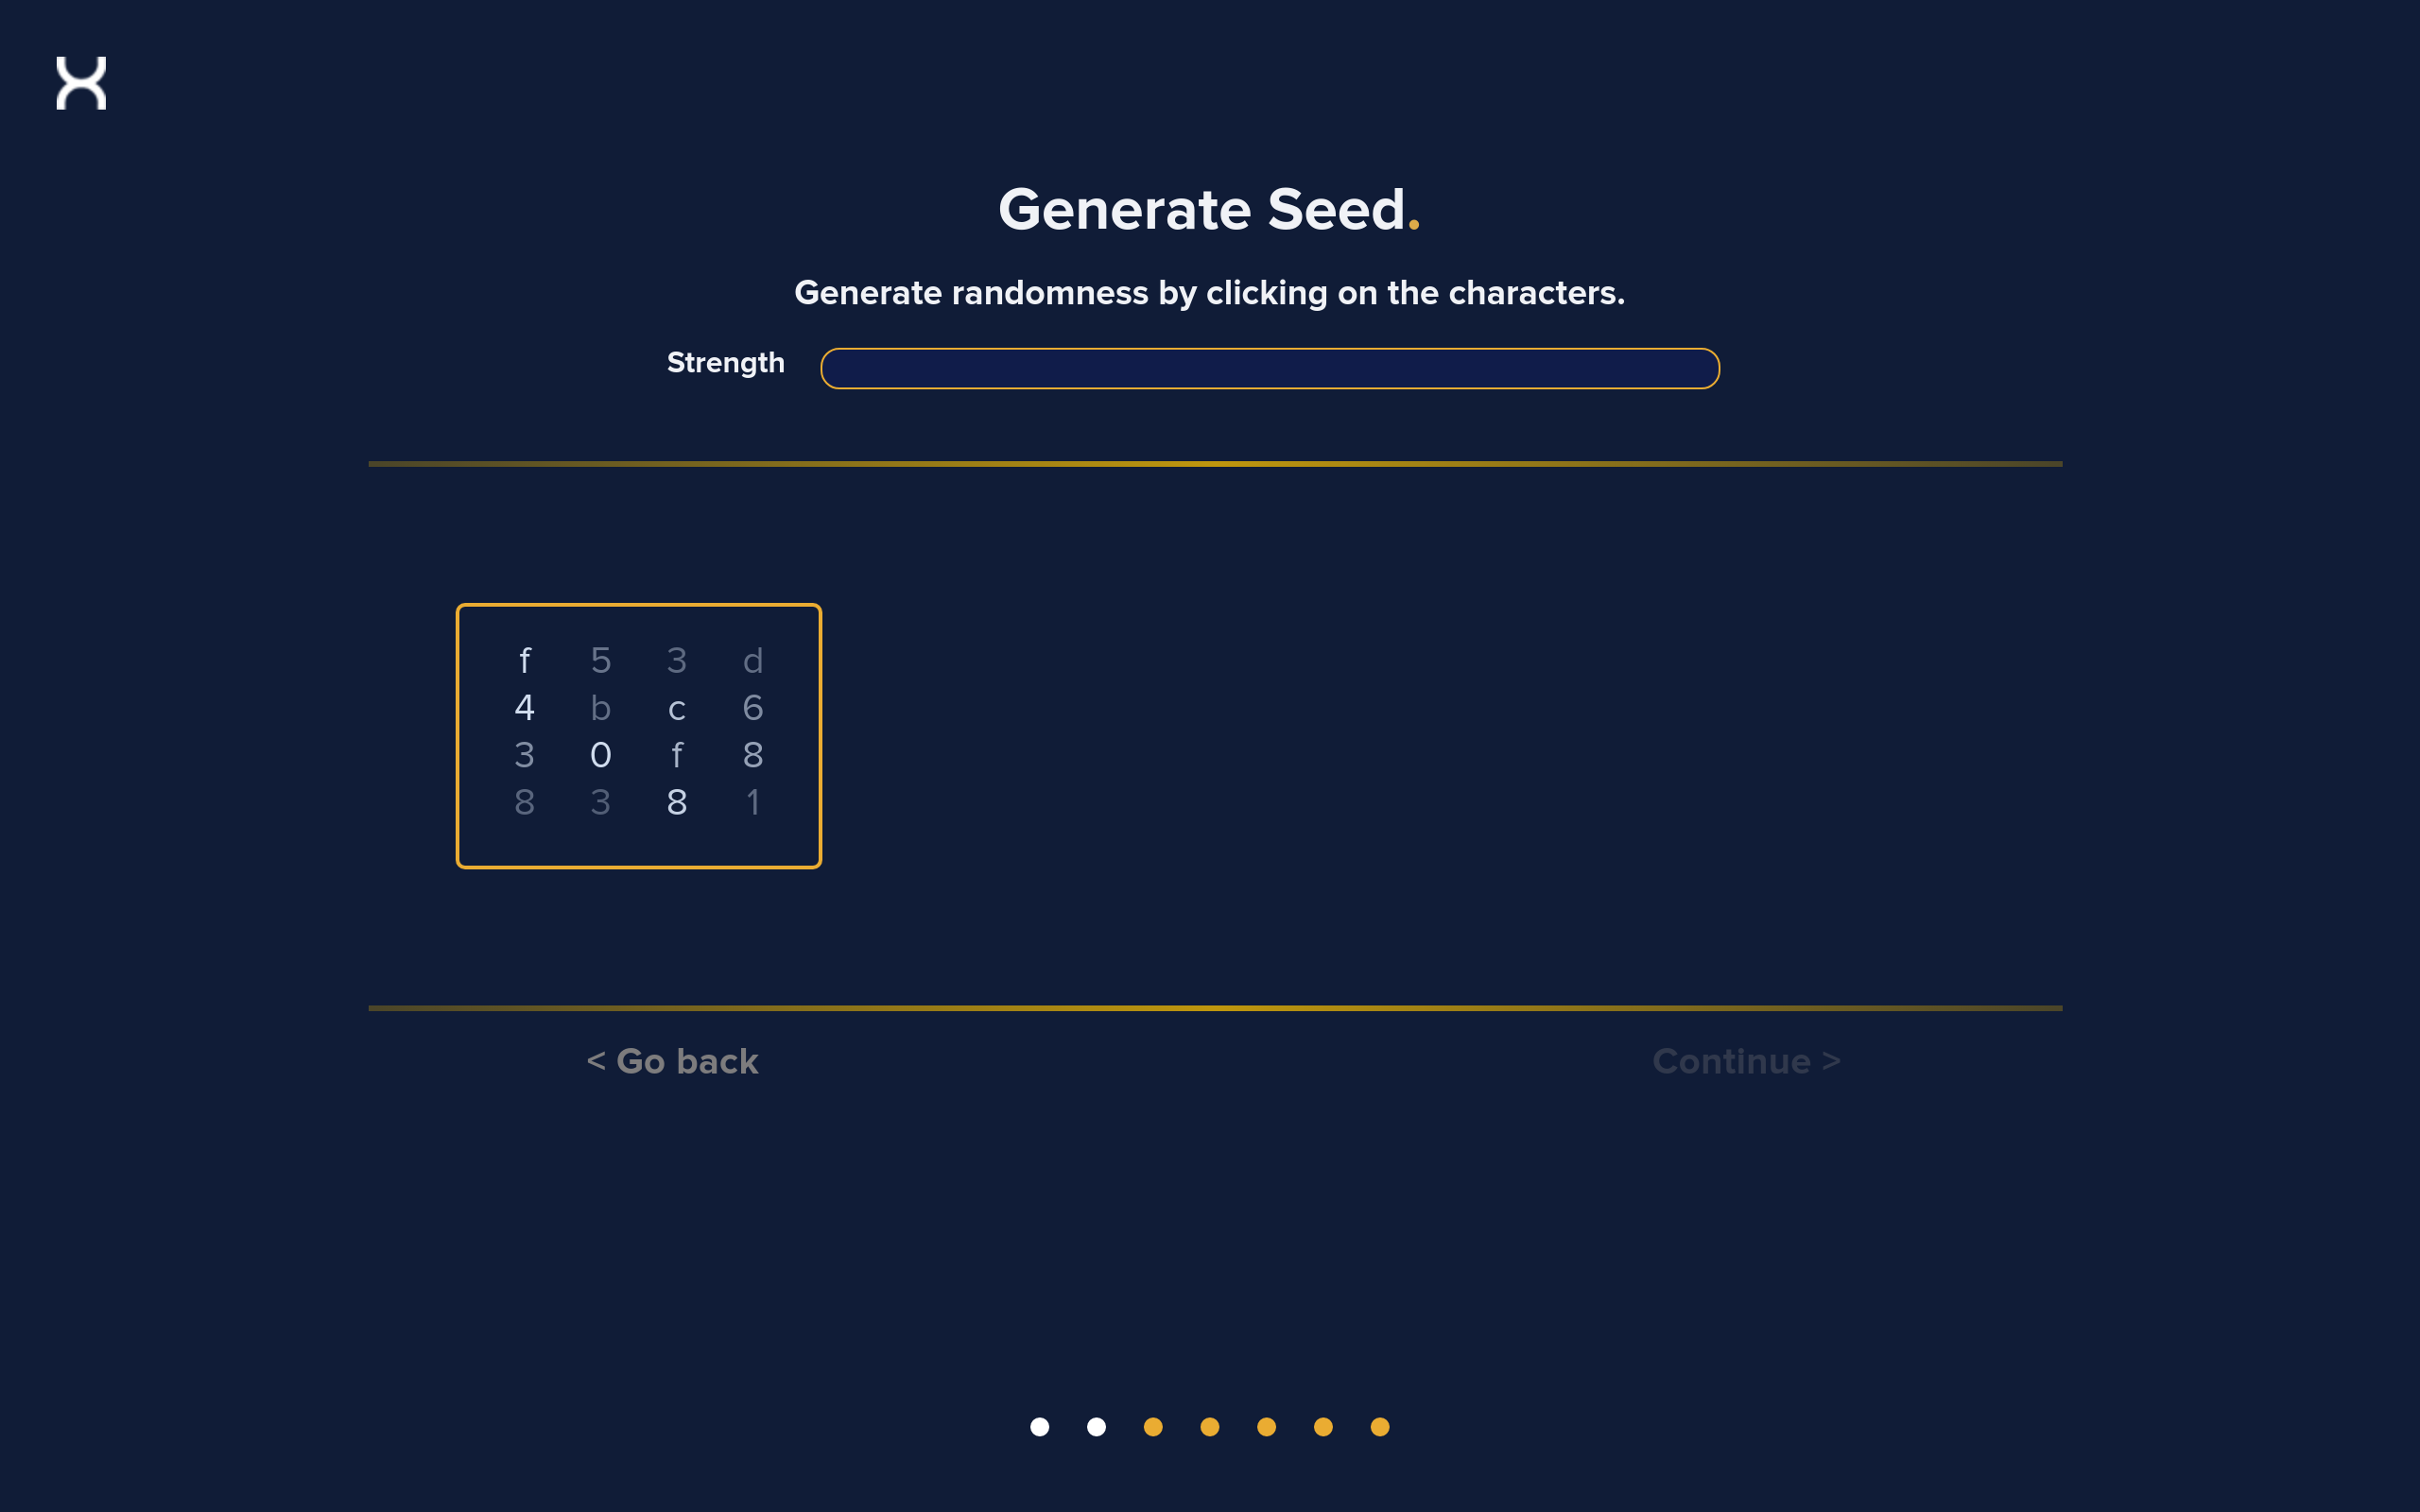 Generate Seed.
Generate randomness by clicking on the characters.
Strength
f 5 3 d
4 b c 6
3 0 f 8
8 3 8 1
< Go back Continue >